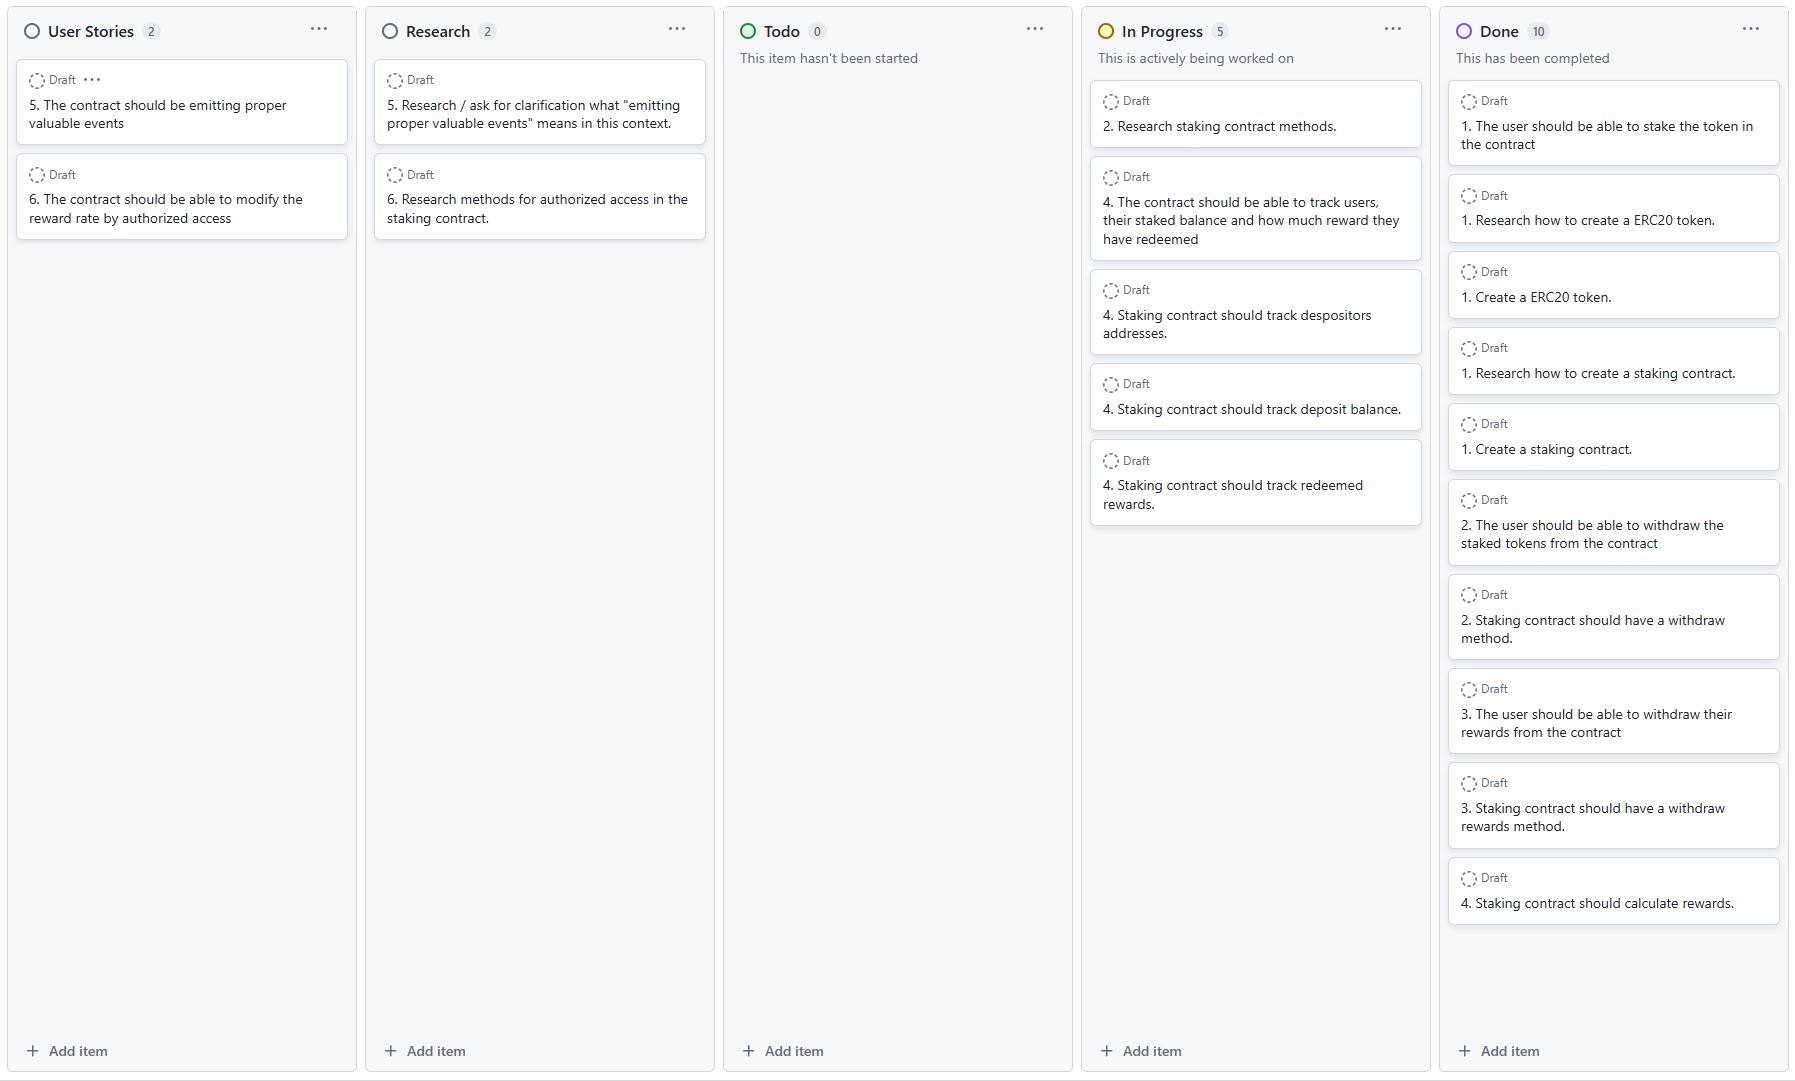 User Stories 2 ...
Draft ...
5. The contract should be emitting proper
valuable events
Draft
6. The contract should be able to modify the
reward rate by authorized access
+ Add item
Research 2 ...
Draft
5. Research / ask for clarification what "emitting
proper valuable events" means in this context.
Draft
6. Research methods for authorized access in the
staking contract.
+ Add item
Todo 0 ...
This item hasn't been started
+ Add item
In Progress 5 ...
This is actively being worked on
Draft
2. Research staking contract methods.
Draft
4. The contract should be able to track users,
their staked balance and how much reward they
have redeemed
Draft
4. Staking contract should track despositors
addresses.
Draft
4. Staking contract should track deposit balance.
Draft
4. Staking contract should track redeemed
rewards.
+ Add item
Done 10 ...
This has been completed
Draft
1. The user should be able to stake the token in
the contract
Draft
1. Research how to create a ERC20 token.
Draft
1. Create a ERC20 token.
Draft
1. Research how to create a staking contract.
Draft
1. Create a staking contract.
Draft
2. The user should be able to withdraw the
staked tokens from the contract
Draft
2. Staking contract should have a withdraw
method.
Draft
3. The user should be able to withdraw their
rewards from the contract
Draft
3. Staking contract should have a withdraw
rewards method.
Draft
4. Staking contract should calculate rewards.
+ Add item